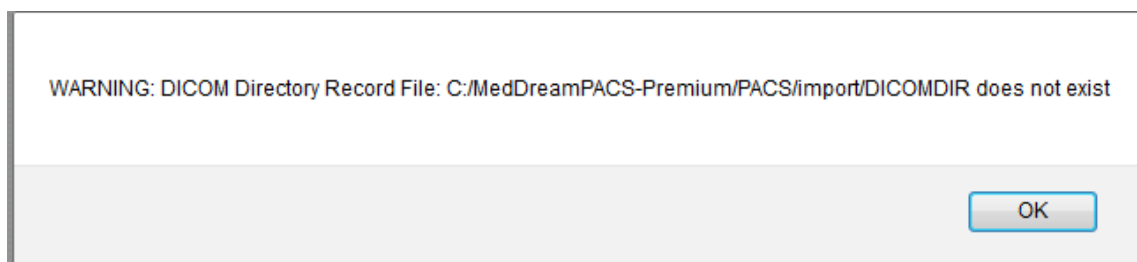 WARNING: DICOM Directory Record File: C:/MedDreamPACS-Premium/PACS/import/DICOMDIR does not exist
OK